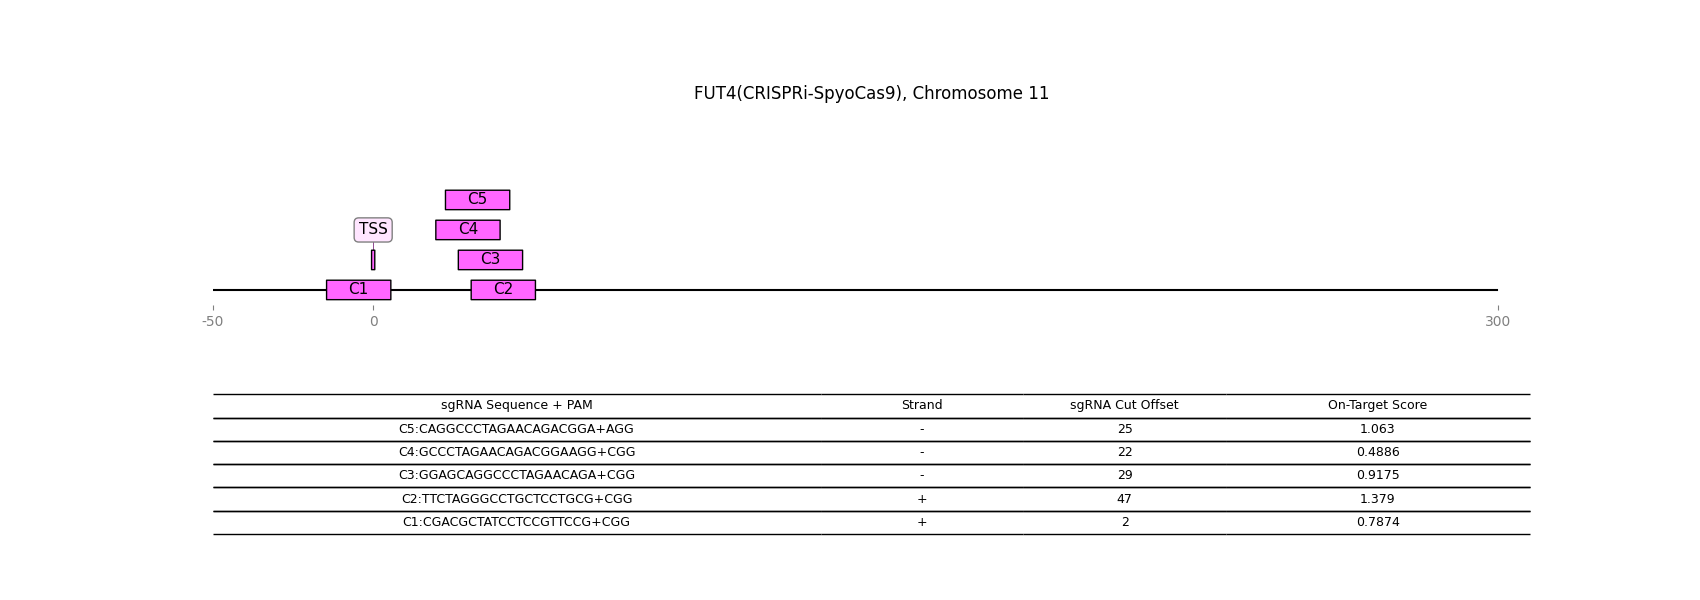 FUT4(CRISPRi-SpyoCas9), Chromosome 11
C5
TSS C4
C3
C1 C2
-50 0 300
sgRNA Sequence + PAM Strand sgRNA Cut Offset On-Target Score
C5:CAGGCCCTAGAACAGACGGA+AGG - 25 1.063
C4:GCCCTAGAACAGACGGAAGG+CGG - 22 0.4886
C3:GGAGCAGGCCCTAGAACAGA+CGG - 29 0.9175
C2:TTCTAGGGCCTGCTCCTGCG+CGG + 47 1.379
C1:CGACGCTATCCTCCGTTCCG+CGG + 2 0.7874